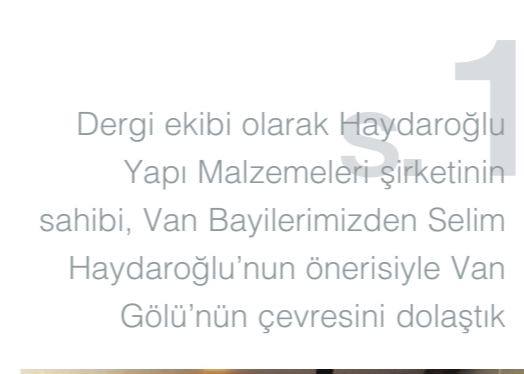 s.1
Dergi ekibi olarak Haydaroğlu
Yapı Malzemeleri şirketinin
sahibi, Van Bayilerimizden Selim
Haydaroğlu’nun önerisiyle Van
Gölü’nün çevresini dolaştık